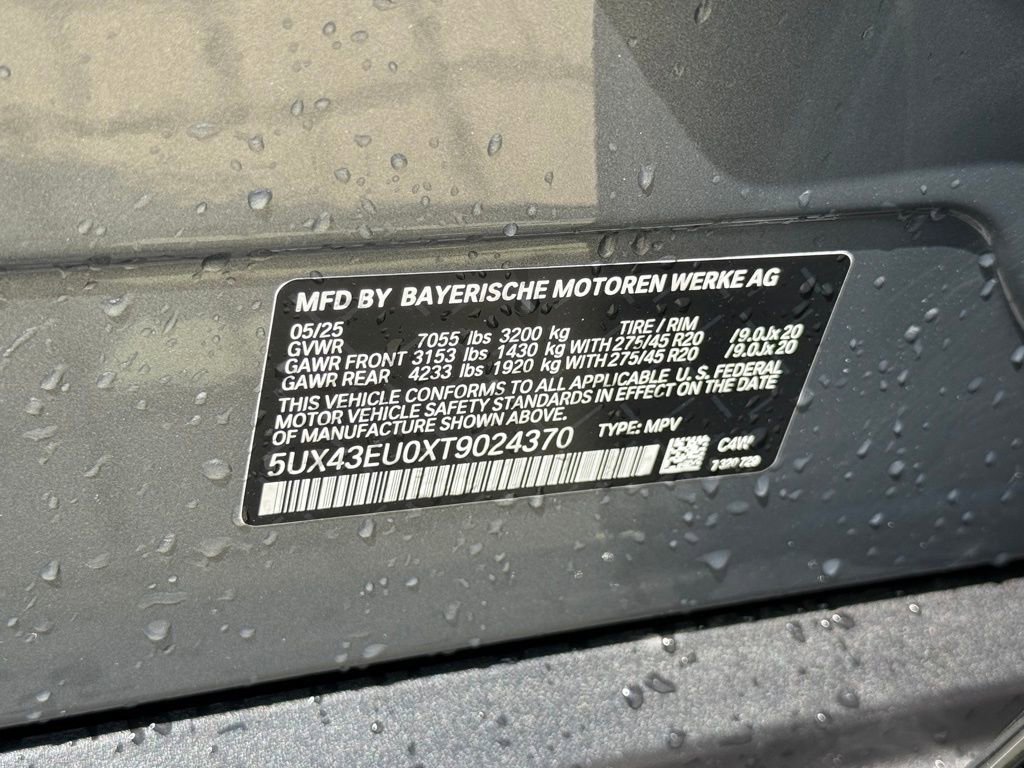 MFD BY BAYERISCHE MOTOREN WERKE AG
05/25 TIRE / RIM
GVWR 7055 lbs 3200 kg
GAWR FRONT 3153 lbs 1430 kg WITH 275/45 R20 /9.0Jx20
GAWR REAR 4233 lbs 1920 kg WITH 275/45 R20 /9.0Jx20
THIS VEHICLE CONFORMS TO ALL APPLICABLE U. S. FEDERAL
MOTOR VEHICLE SAFETY STANDARDS IN EFFECT ON THE DATE
OF MANUFACTURE SHOWN ABOVE.
5UX43EU0XT9024370 TYPE: MPV
C4W
7320729